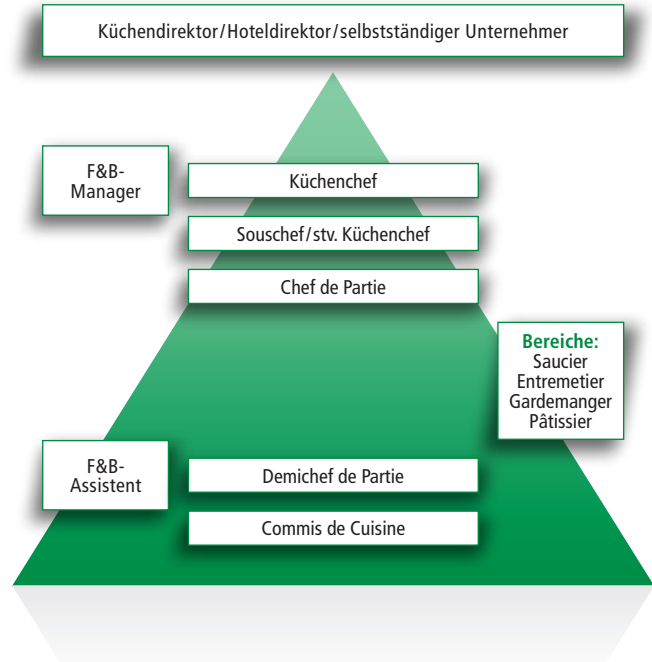 Küchendirektor/Hoteldirektor/selbstständiger Unternehmer
F&B-
Manager
Küchenchef
Souschef/stv. Küchenchef
Chef de Partie
Bereiche:
Saucier
Entremetier
Gardemanger
Pâtissier
F&B-
Assistent
Demichef de Partie
Commis de Cuisine